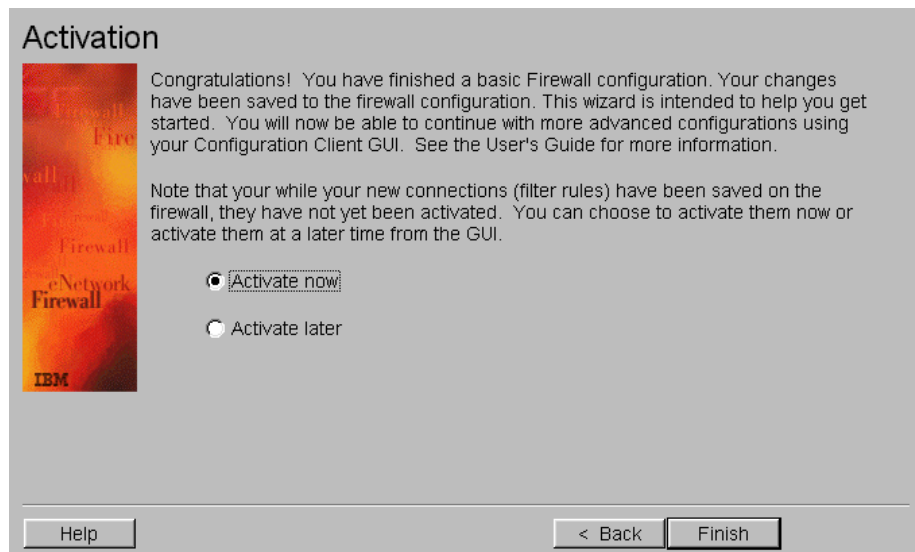 Activation
Congratulations!  You have finished a basic Firewall configuration. Your changes
have been saved to the firewall configuration. This wizard is intended to help you get
started.  You will now be able to continue with more advanced configurations using
your Configuration Client GUI.  See the User's Guide for more information.
Note that your while your new connections (filter rules) have been saved on the
firewall, they have not yet been activated.  You can choose to activate them now or
activate them at a later time from the GUI.
Activate now
Activate later
Firewall
Fire
wall
Firewall
Firewall
eNetwork
Firewall
IBM
Help
< Back
Finish